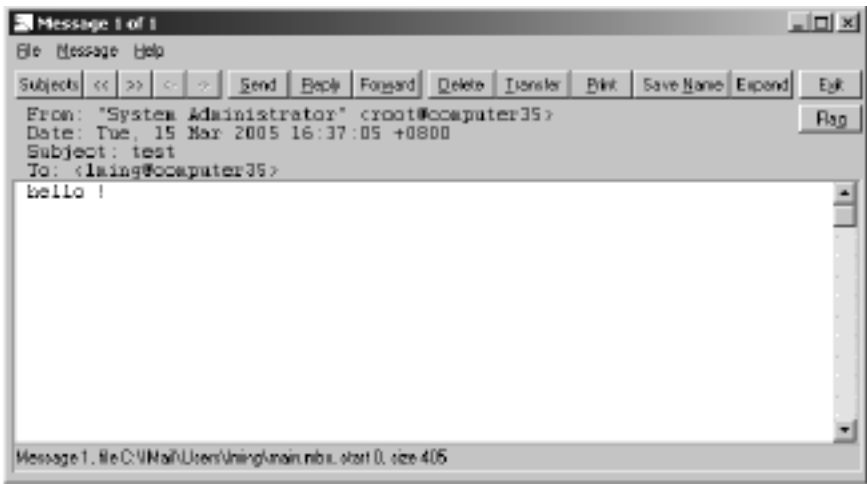 Message 1 of 1
File Message Help
Subjects << >> <- -> Send Reply Forward Delete Transfer Print Save Name Expand Exit
From: "System Administrator" <root@computer35>
Flag
Date: Tue, 15 Mar 2005 16:37:05 +0800
Subject: test
To: <lming@computer35>
hello !
Message 1, file C:\IMail\Users\lming\main.mbx, start 0, size 405